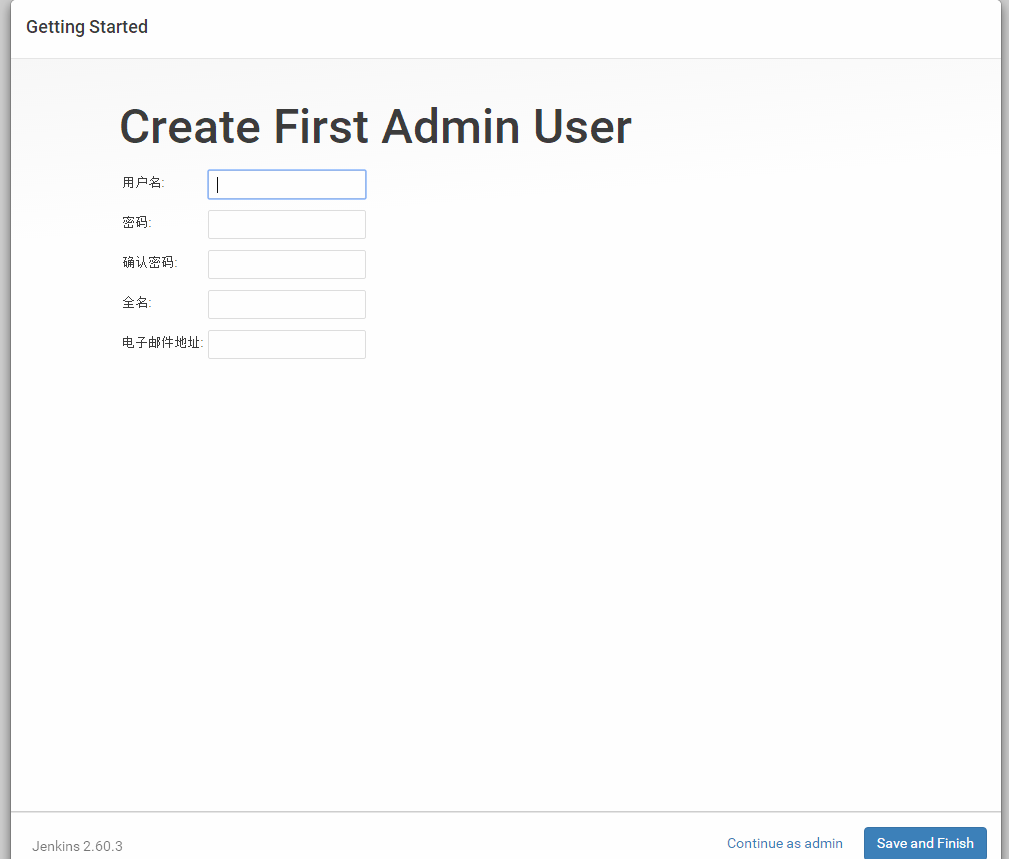 Getting Started
Create First Admin User
用户名:
密码:
确认密码:
全名:
电子邮件地址:
Jenkins 2.60.3
Continue as admin
Save and Finish